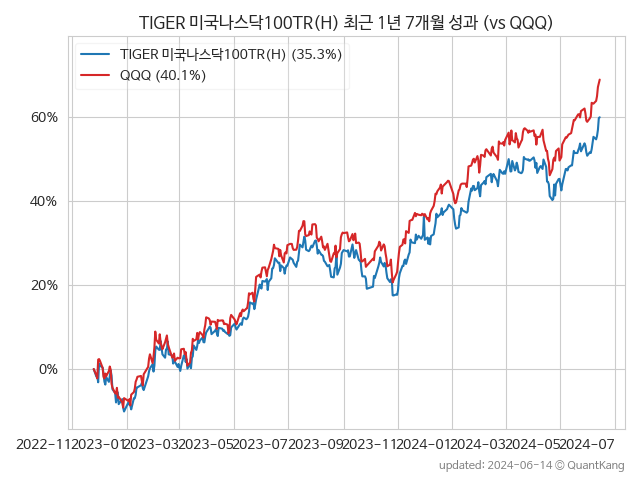 TIGER 미국나스닥100TR(H) 최근 1년 7개월 성과 (vs QQQ)
TIGER 미국나스닥100TR(H) (35.3%)
QQQ (40.1%)
60%
40%
20%
0%
2022-11 2023-01 2023-03 2023-05 2023-07 2023-09 2023-11 2024-01 2024-03 2024-05 2024-07
updated: 2024-06-14 © QuantKang